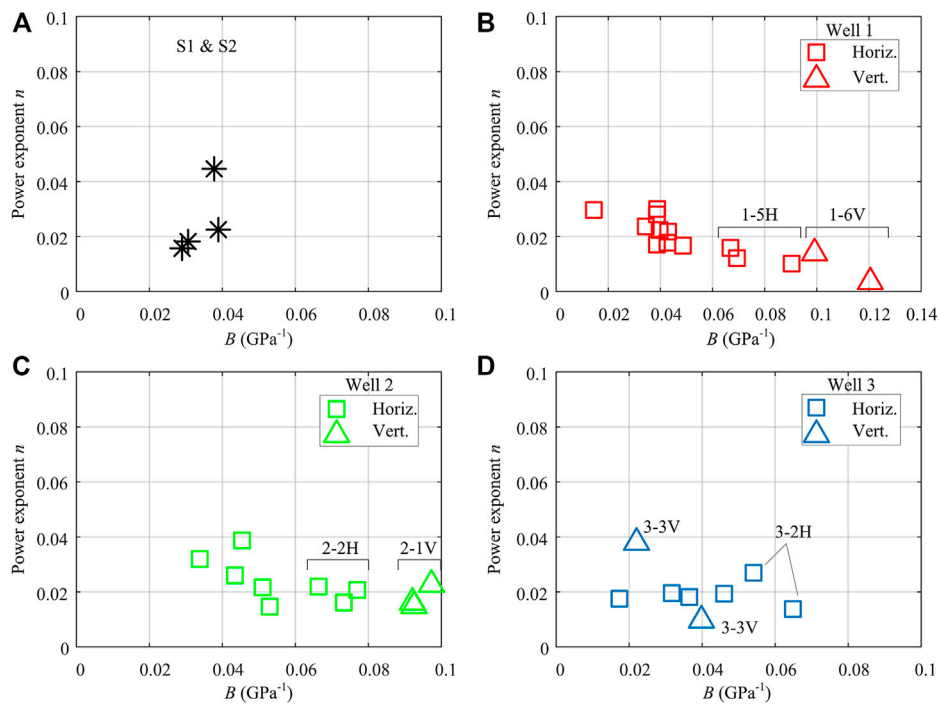 A
S1 & S2
Power exponent n
0.1
0.08
0.06
0.04
0.02
0
0 0.02 0.04 0.06 0.08 0.1
B (GPa-1)
B
Well 1
Horiz.
Vert.
1-5H 1-6V
Power exponent n
0.1
0.08
0.06
0.04
0.02
0
0 0.02 0.04 0.06 0.08 0.1 0.12 0.14
B (GPa-1)
C
Well 2
Horiz.
Vert.
2-2H 2-1V
Power exponent n
0.1
0.08
0.06
0.04
0.02
0
0 0.02 0.04 0.06 0.08 0.1
B (GPa-1)
D
Well 3
Horiz.
Vert.
3-3V 3-2H
3-3V
Power exponent n
0.1
0.08
0.06
0.04
0.02
0
0 0.02 0.04 0.06 0.08 0.1
B (GPa-1)